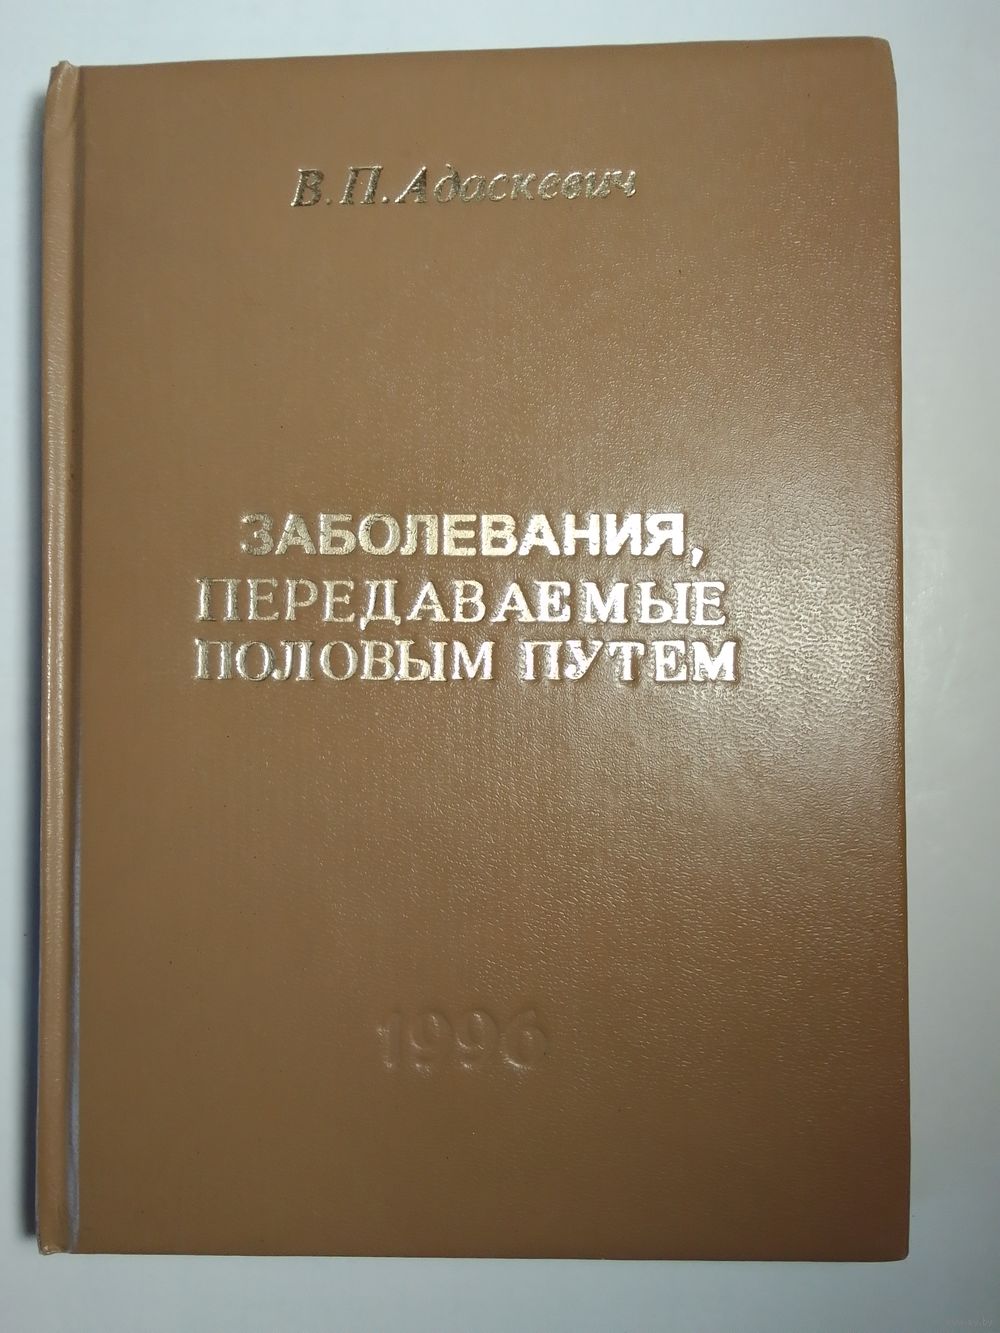 В.П.Адаскевич
ЗАБОЛЕВАНИЯ,
ПЕРЕДАВАЕМЫЕ
ПОЛОВЫМ ПУТЕМ
1996